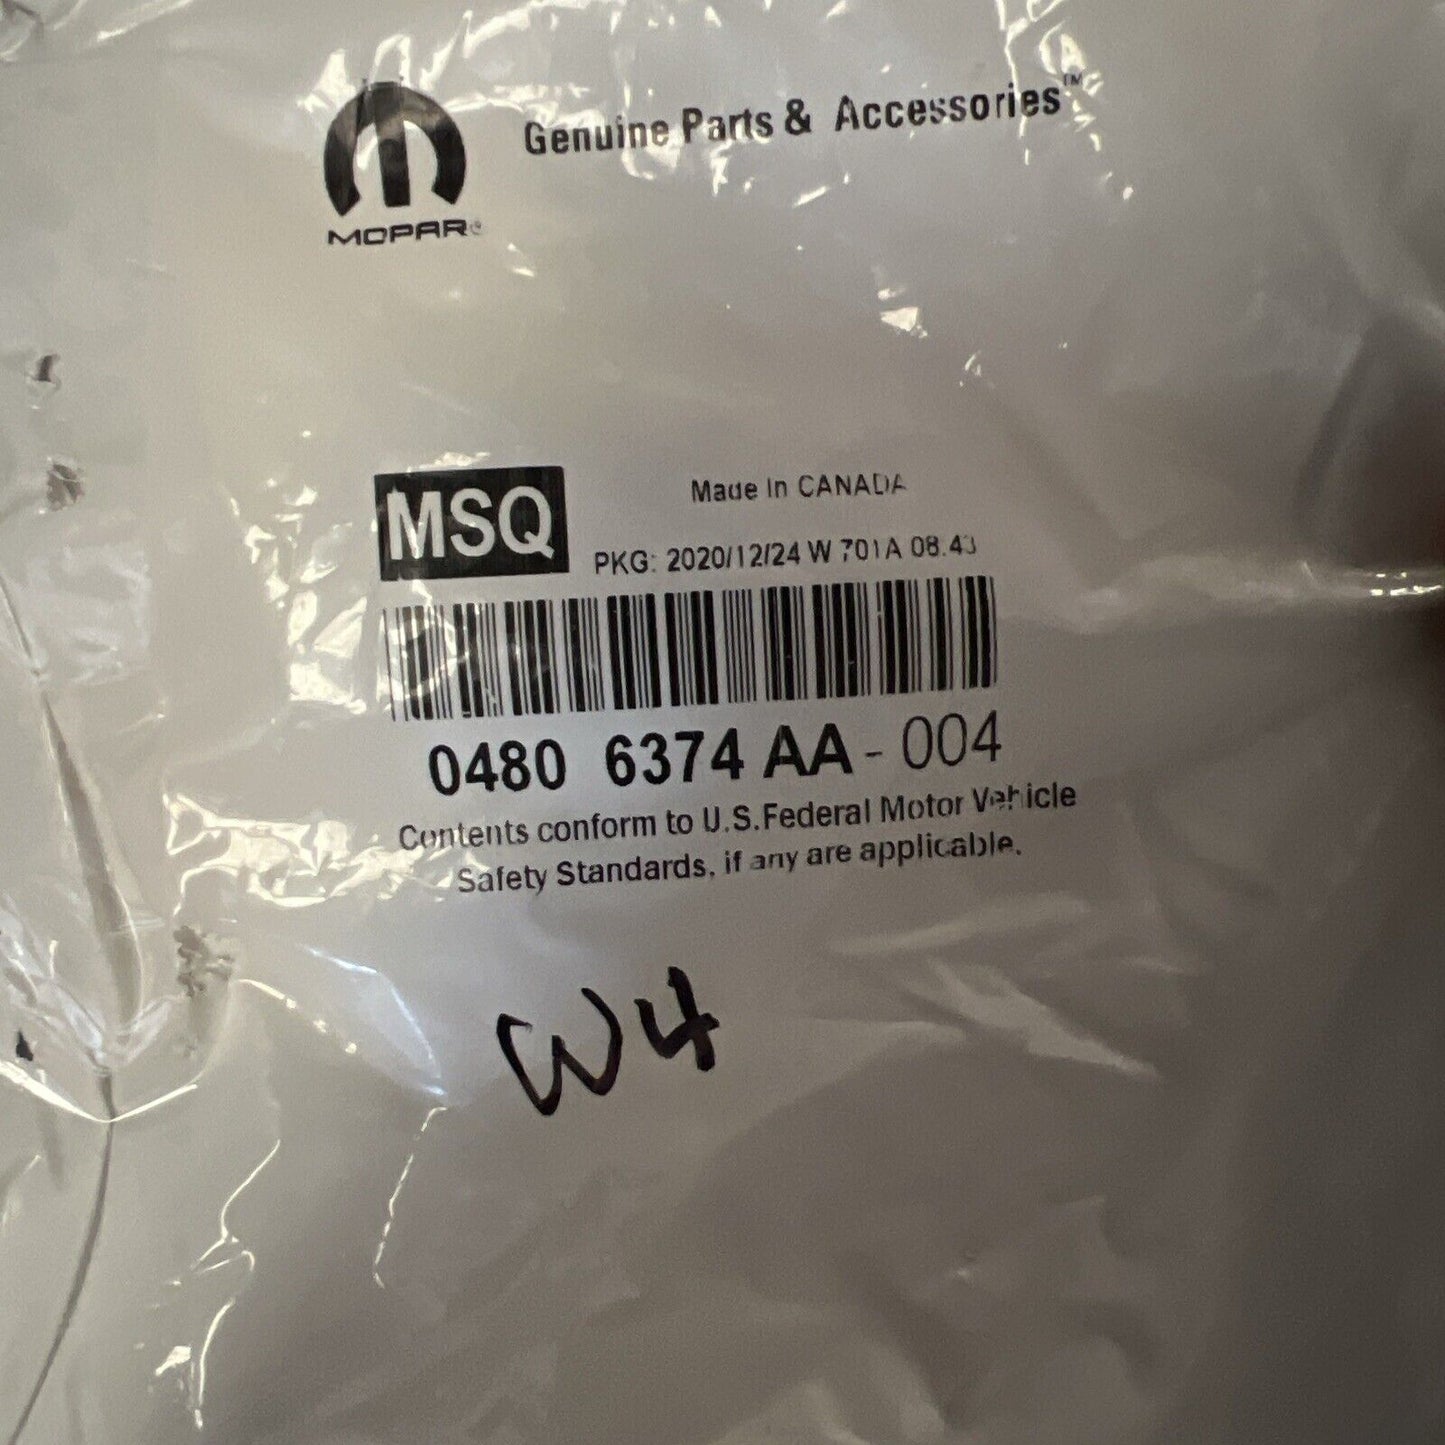 Genuine Parts & Accessories™
MOPAR®
MSQ
Made In CANADA
PKG: 2020/12/24 W 701A 08:43
0480 6374 AA - 004
Contents conform to U.S.Federal Motor Vehicle
Safety Standards, if any are applicable.
W4